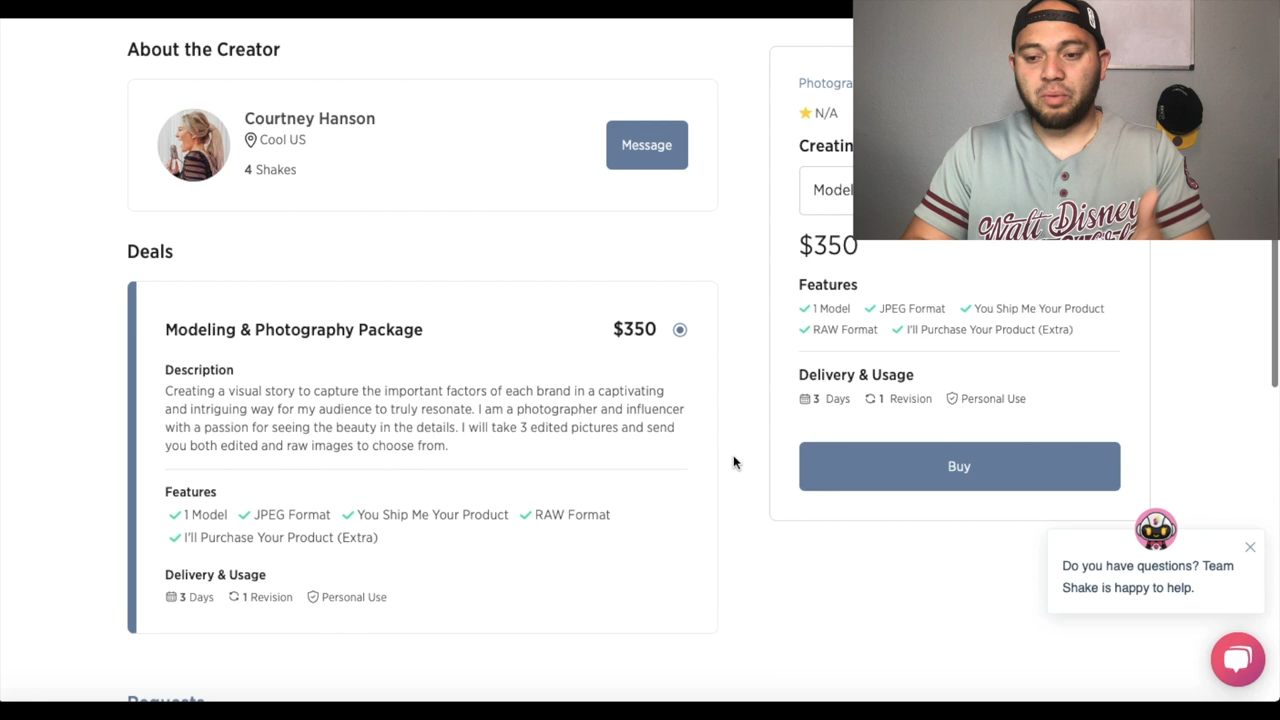 About the Creator
Courtney Hanson
Cool US
4 Shakes
Message
Deals
Modeling & Photography Package
$350
Description
Creating a visual story to capture the important factors of each brand in a captivating
and intriguing way for my audience to truly resonate. I am a photographer and influencer
with a passion for seeing the beauty in the details. I will take 3 edited pictures and send
you both edited and raw images to choose from.
Features
1 Model JPEG Format You Ship Me Your Product RAW Format
I'll Purchase Your Product (Extra)
Delivery & Usage
3 Days 1 Revision Personal Use
Photogra
N/A
Creatin
Model
$350
Features
1 Model JPEG Format You Ship Me Your Product
RAW Format I'll Purchase Your Product (Extra)
Delivery & Usage
3 Days 1 Revision Personal Use
Buy
Walt Disney
Do you have questions? Team
Shake is happy to help.